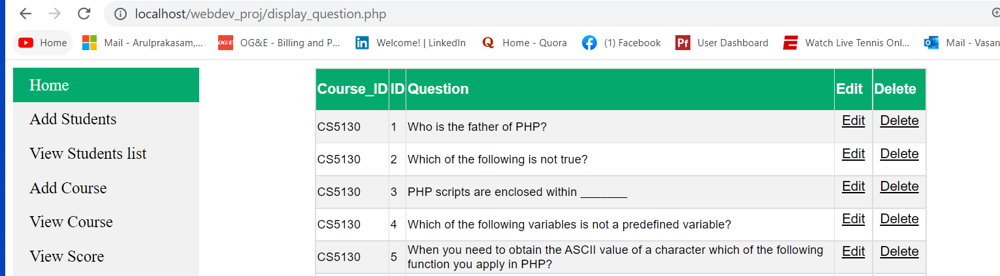 localhost/webdev_proj/display_question.php
Home
Mail - Arulprakasam,...
OG&E
OG&E - Billing and P...
in
Welcome! | LinkedIn
Q
Home - Quora
f
(1) Facebook
Pf
User Dashboard
E
Watch Live Tennis Onl...
Mail - Vasan
Home
Add Students
View Students list
Add Course
View Course
View Score
Course_ID ID Question Edit Delete
CS5130 1 Who is the father of PHP? Edit Delete
CS5130 2 Which of the following is not true? Edit Delete
CS5130 3 PHP scripts are enclosed within _______ Edit Delete
CS5130 4 Which of the following variables is not a predefined variable? Edit Delete
CS5130 5 When you need to obtain the ASCII value of a character which of the following Edit Delete
function you apply in PHP?